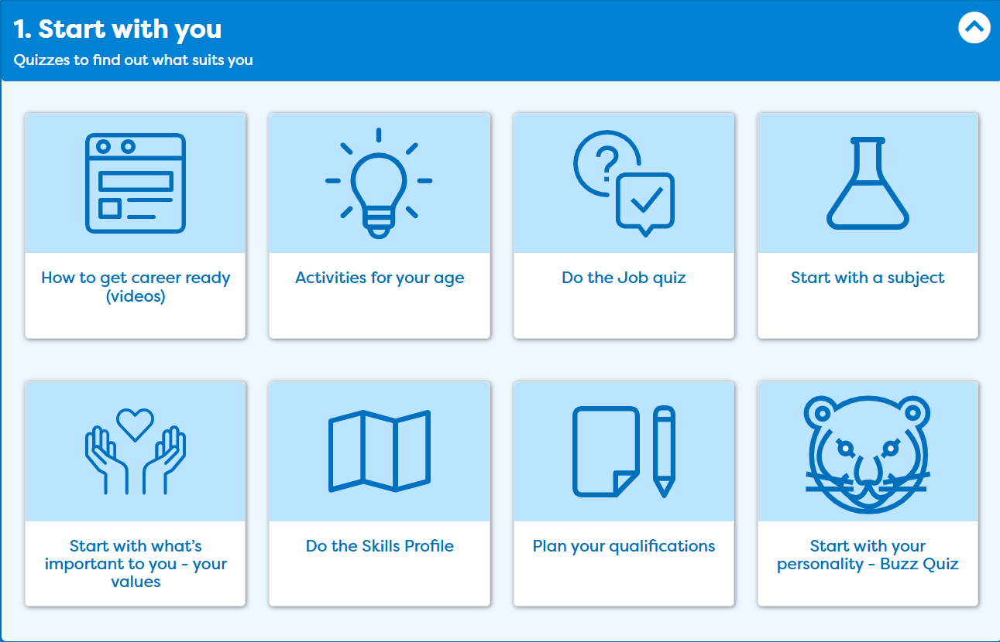 1. Start with you
Quizzes to find out what suits you
How to get career ready
(videos)
Activities for your age
Do the Job quiz
Start with a subject
Start with what’s
important to you - your
values
Do the Skills Profile
Plan your qualifications
Start with your
personality - Buzz Quiz